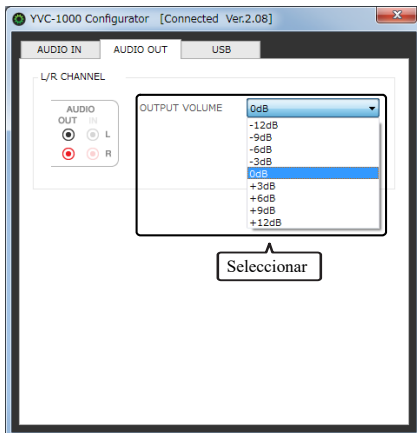 YVC-1000 Configurator [Connected Ver.2.08]
x
AUDIO IN AUDIO OUT USB
L/R CHANNEL
AUDIO
OUT IN
L
R
OUTPUT VOLUME 0dB
-12dB
-9dB
-6dB
-3dB
0dB
+3dB
+6dB
+9dB
+12dB
Seleccionar